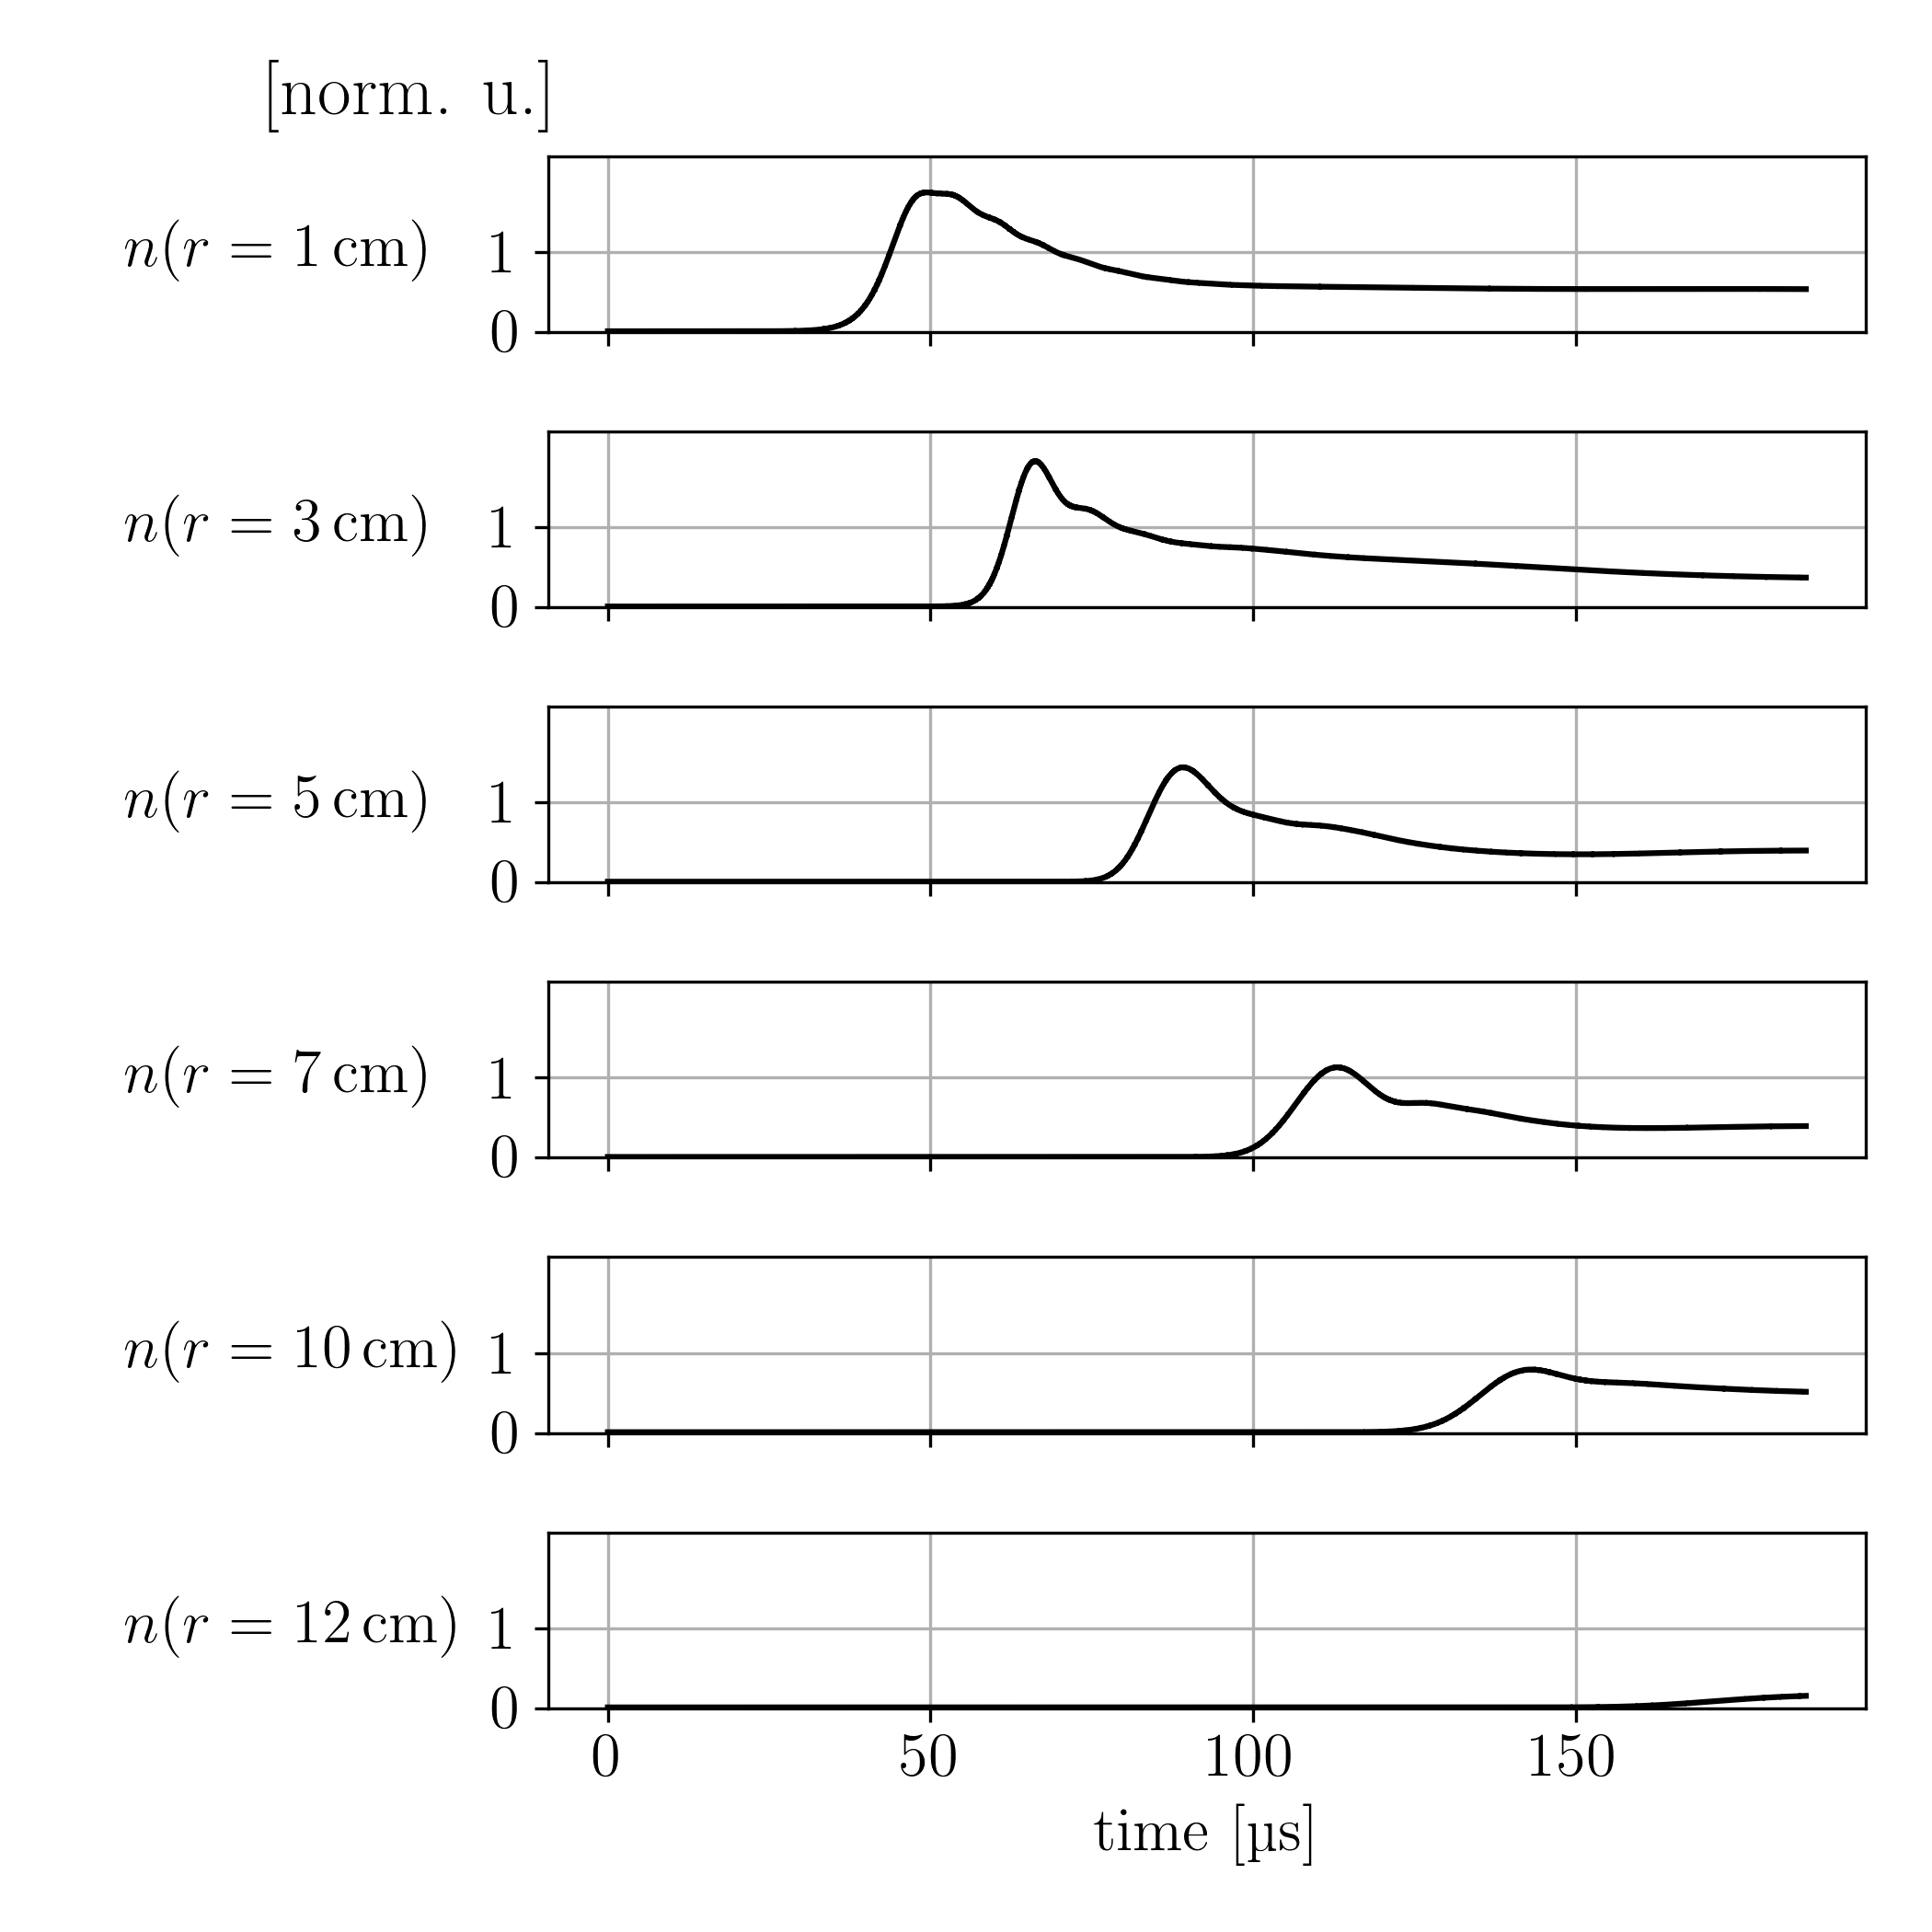 [norm. u.]
n(r = 1 cm)
1
0
n(r = 3 cm)
1
0
n(r = 5 cm)
1
0
n(r = 7 cm)
1
0
n(r = 10 cm)
1
0
n(r = 12 cm)
1
0
0 50 100 150
time [µs]